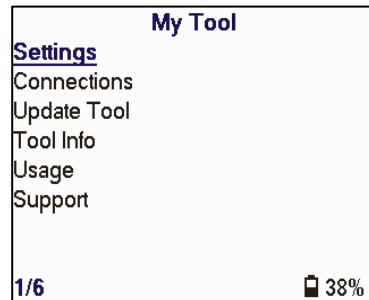 My Tool
Settings
Connections
Update Tool
Tool Info
Usage
Support
1/6 38%